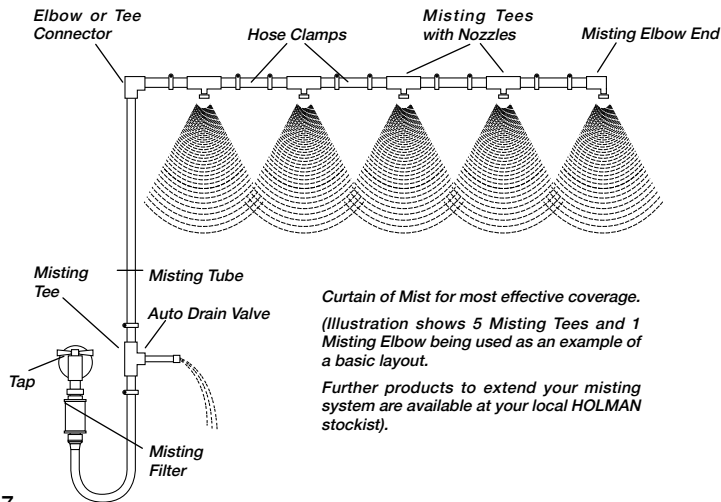 Elbow or Tee
Connector
Hose Clamps
Misting Tees
with Nozzles
Misting Elbow End
Misting
Tee
Misting Tube
Auto Drain Valve
Tap
Misting
Filter
Curtain of Mist for most effective coverage.
(Illustration shows 5 Misting Tees and 1
Misting Elbow being used as an example of
a basic layout.
Further products to extend your misting
system are available at your local HOLMAN
stockist).